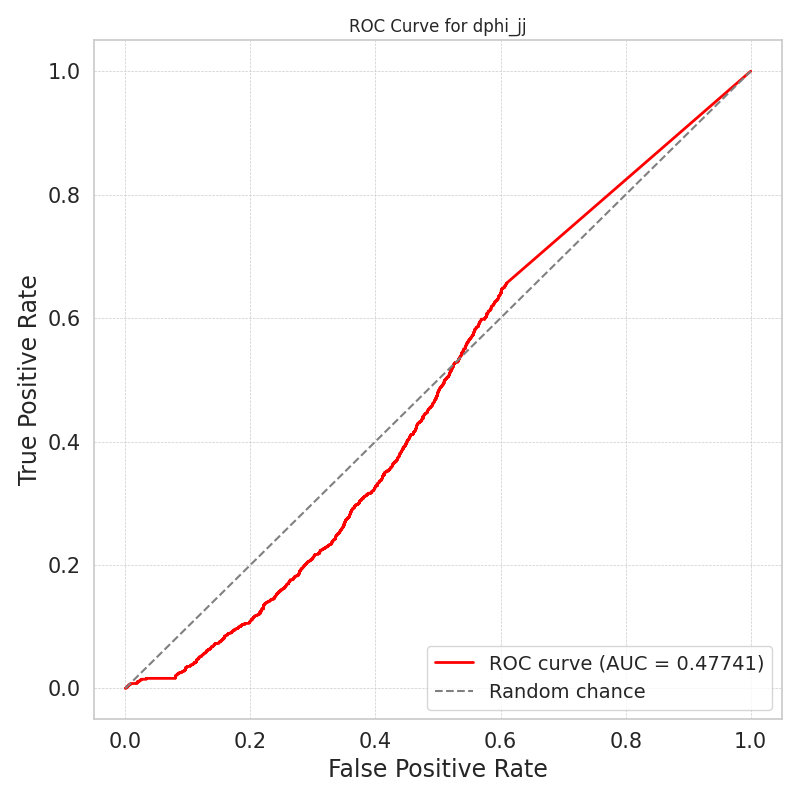 ROC Curve for dphi_jj
1.0
0.8
0.6
0.4
0.2
0.0
True Positive Rate
ROC curve (AUC = 0.47741)
Random chance
0.0 0.2 0.4 0.6 0.8 1.0
False Positive Rate